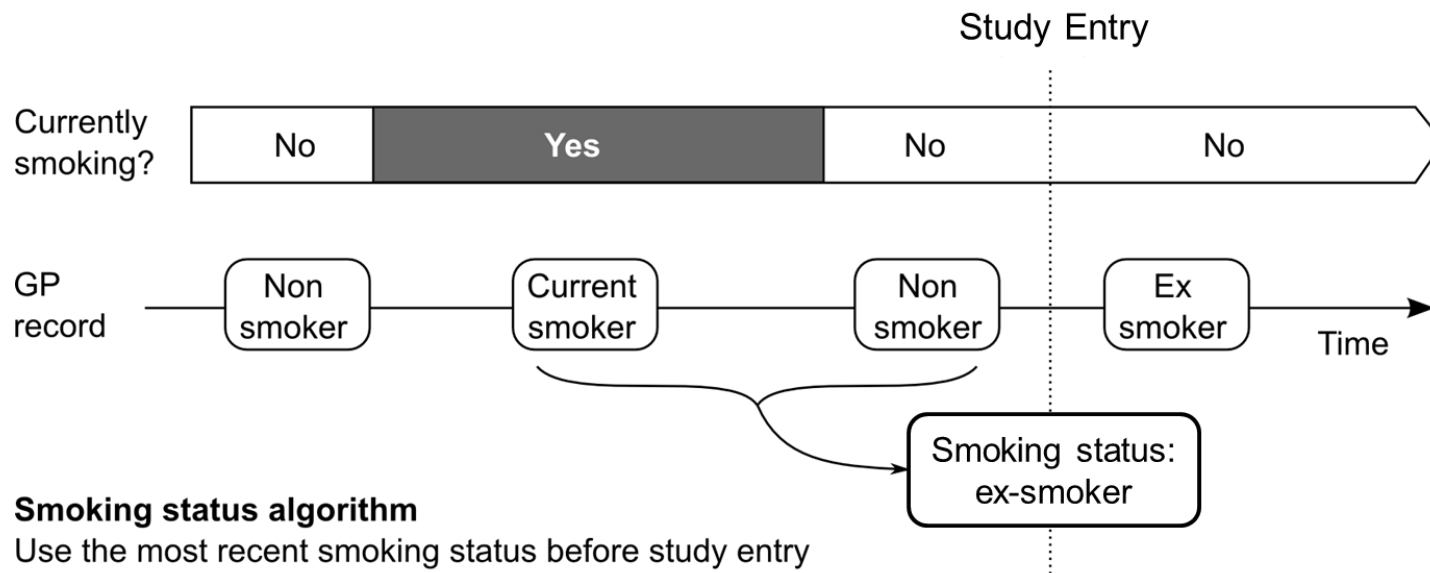 Study Entry
Currently
smoking?
No
Yes
No
No
GP
record
Non
smoker
Current
smoker
Non
smoker
Ex
smoker
Time
Smoking status:
ex-smoker
Smoking status algorithm
Use the most recent smoking status before study entry